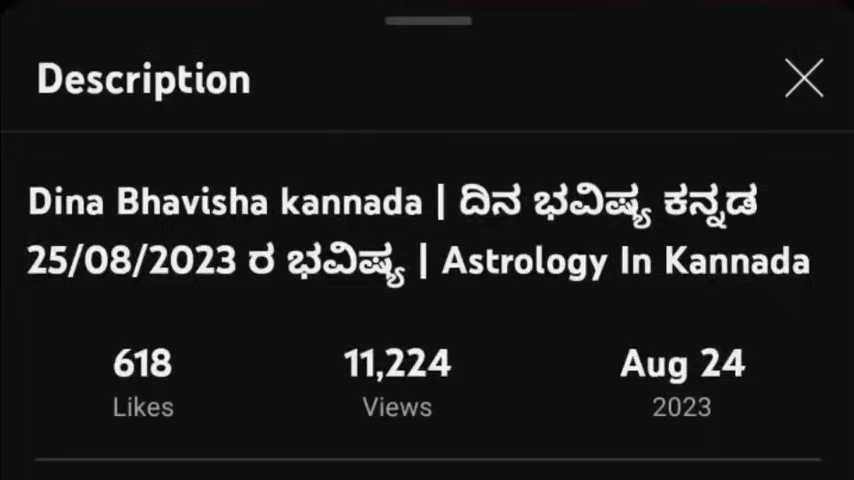 Description
Dina Bhavisha kannada | ದಿನ ಭವಿಷ್ಯ ಕನ್ನಡ
25/08/2023 ರ ಭವಿಷ್ಯ | Astrology In Kannada
618 11,224 Aug 24
Likes Views 2023